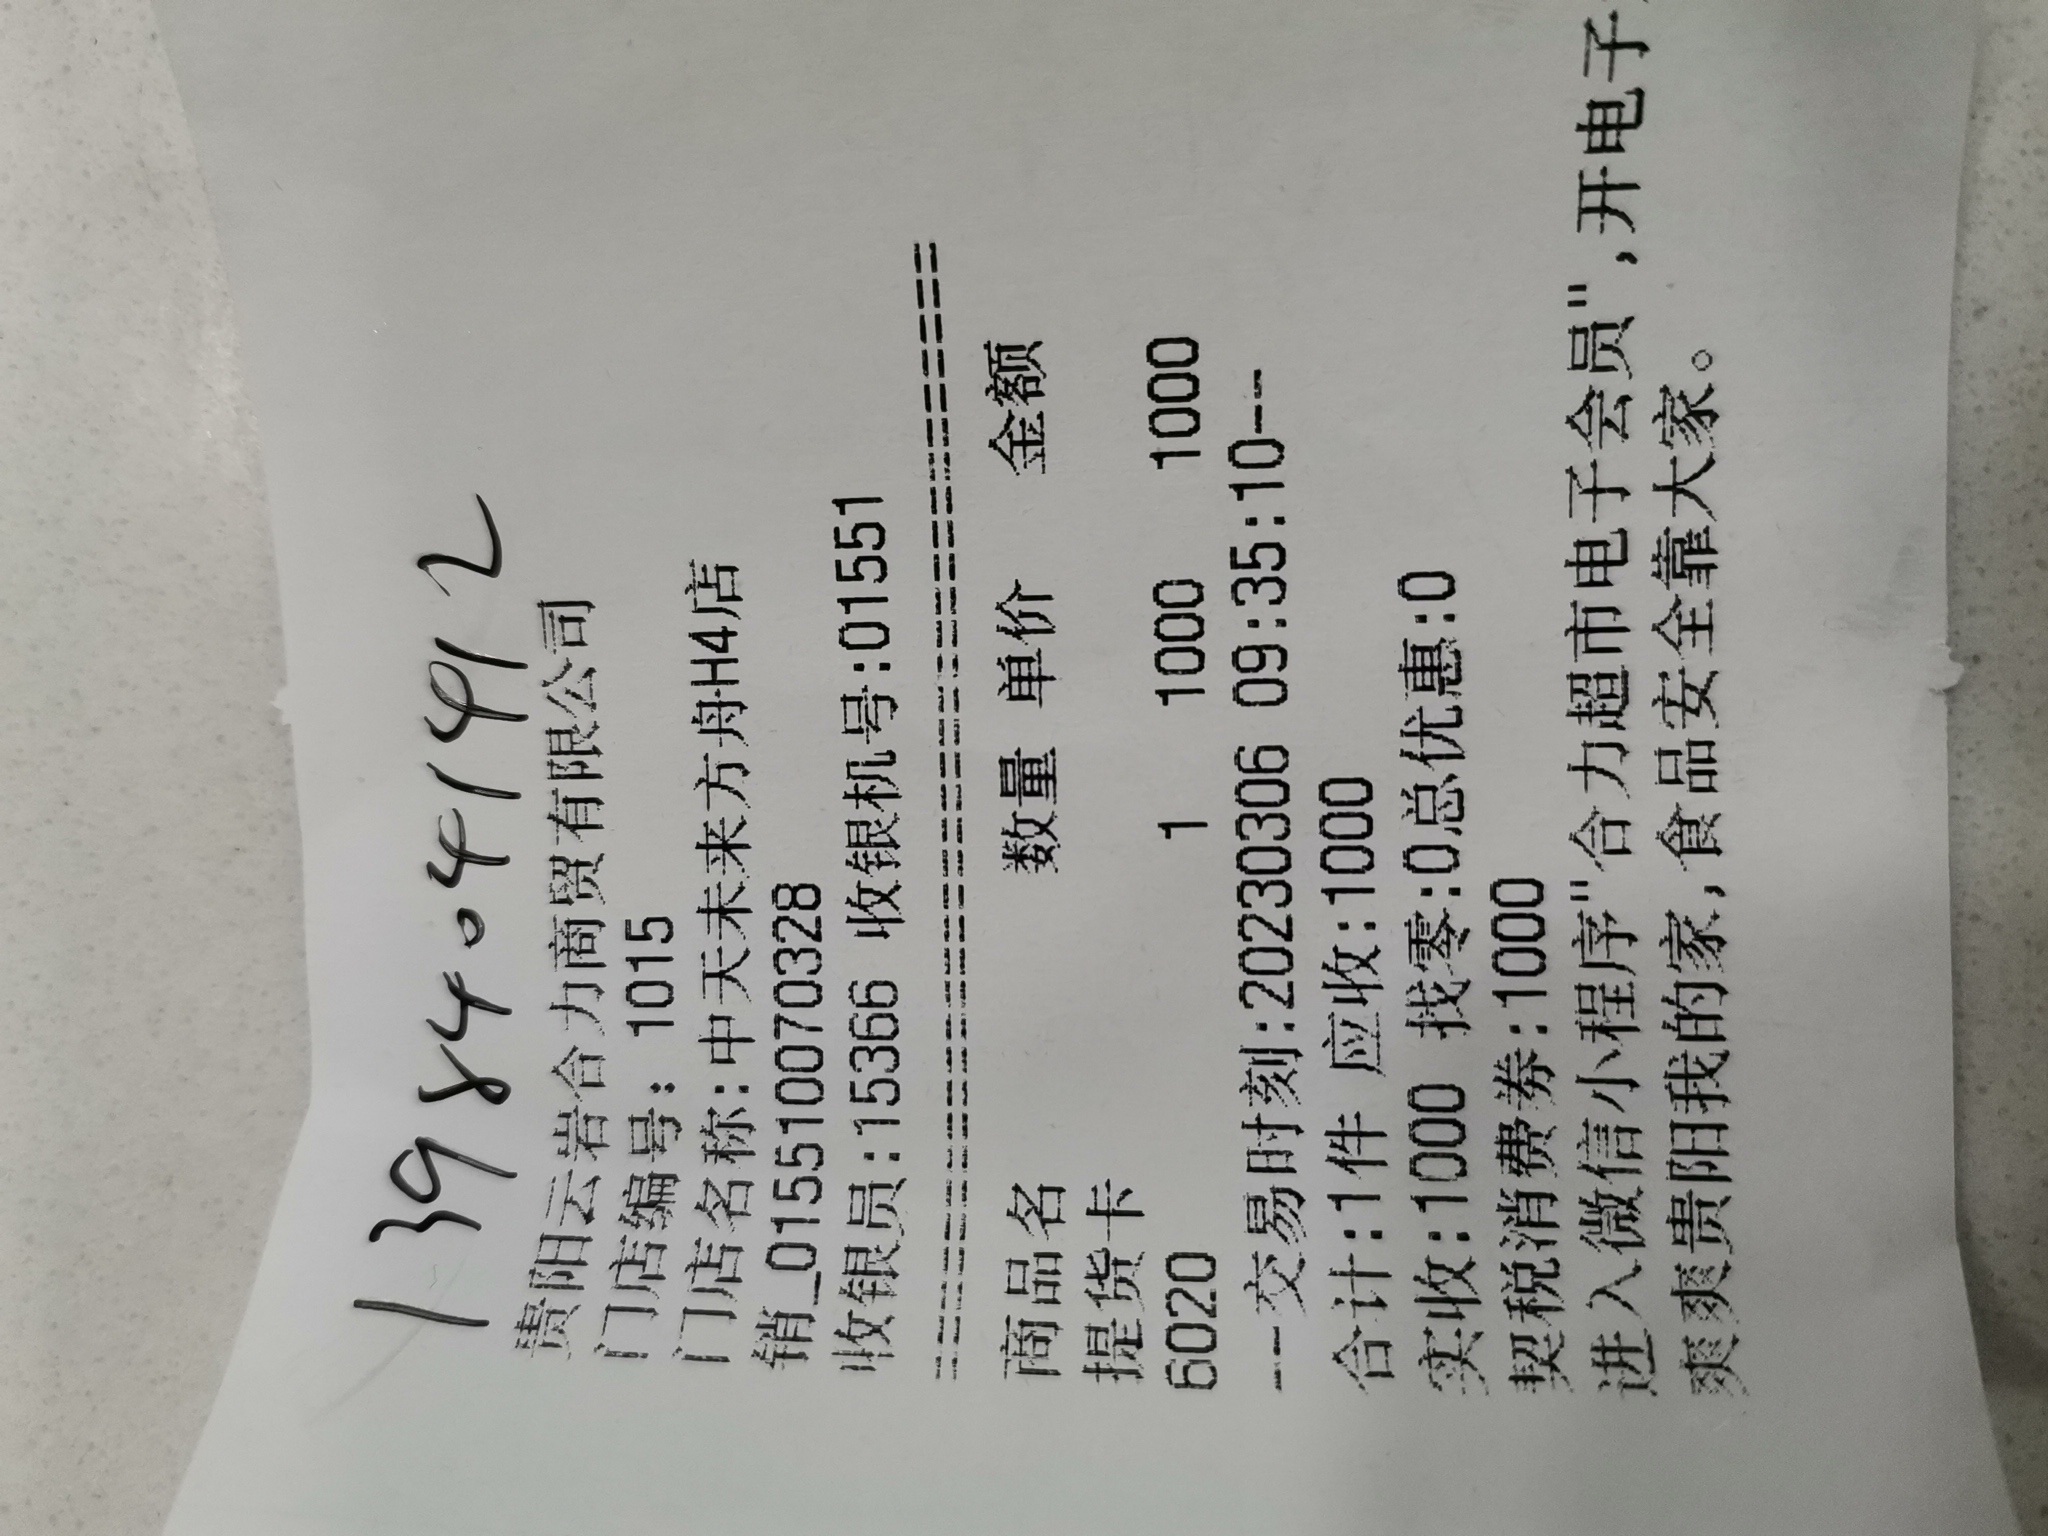 13984041412
贵阳云岩合力商贸有限公司
门店编号: 1015
门店名称:中天未来方舟H4店
销_015510070328
收银员:15366 收银机号:01551
商品名 数量 单价 金额
提货卡
6020 1 1000 1000
---交易时刻:20230306 09:35:10--
合计:1件 应收:1000
实收:1000 找零:0总优惠:0
契税消费券:1000
进入微信小程序"合力超市电子会员",开电子
爽爽贵阳我的家,食品安全靠大家。